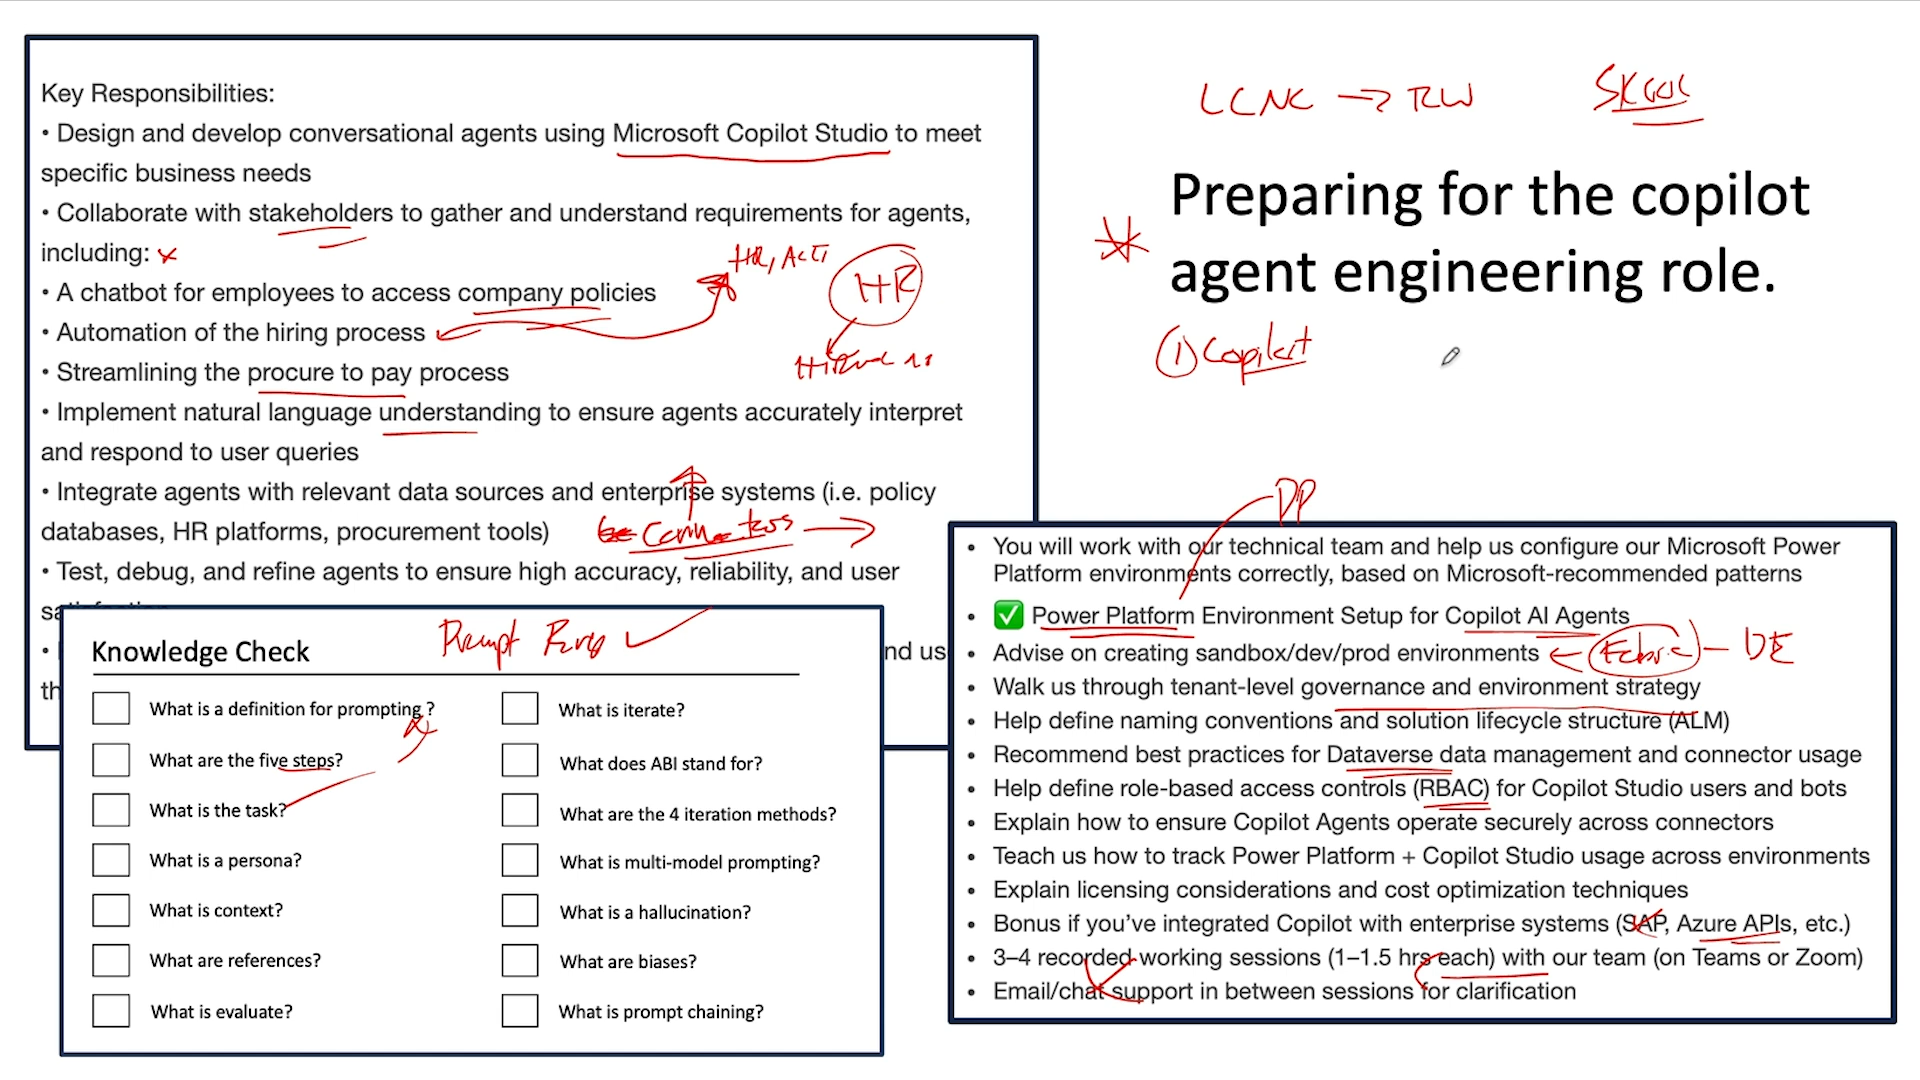 Key Responsibilities:
• Design and develop conversational agents using Microsoft Copilot Studio to meet
specific business needs
• Collaborate with stakeholders to gather and understand requirements for agents,
including:
• A chatbot for employees to access company policies
• Automation of the hiring process
• Streamlining the procure to pay process
• Implement natural language understanding to ensure agents accurately interpret
and respond to user queries
• Integrate agents with relevant data sources and enterprise systems (i.e. policy
databases, HR platforms, procurement tools)
• Test, debug, and refine agents to ensure high accuracy, reliability, and user
HR
Connectors
LCNC
Preparing for the copilot
agent engineering role.
① Copilot
PP
Knowledge Check
Prompt
What is a definition for prompting ?
What are the five steps?
What is the task?
What is a persona?
What is context?
What are references?
What is evaluate?
What is iterate?
What does ABI stand for?
What are the 4 iteration methods?
What is multi-model prompting?
What is a hallucination?
What are biases?
What is prompt chaining?
• You will work with our technical team and help us configure our Microsoft Power
Platform environments correctly, based on Microsoft-recommended patterns
• ✅ Power Platform Environment Setup for Copilot AI Agents
• Advise on creating sandbox/dev/prod environments
Fabric
DE
• Walk us through tenant-level governance and environment strategy
• Help define naming conventions and solution lifecycle structure (ALM)
• Recommend best practices for Dataverse data management and connector usage
• Help define role-based access controls (RBAC) for Copilot Studio users and bots
• Explain how to ensure Copilot Agents operate securely across connectors
• Teach us how to track Power Platform + Copilot Studio usage across environments
• Explain licensing considerations and cost optimization techniques
• Bonus if you’ve integrated Copilot with enterprise systems (SAP, Azure APIs, etc.)
• 3–4 recorded working sessions (1–1.5 hrs each) with our team (on Teams or Zoom)
• Email/chat support in between sessions for clarification